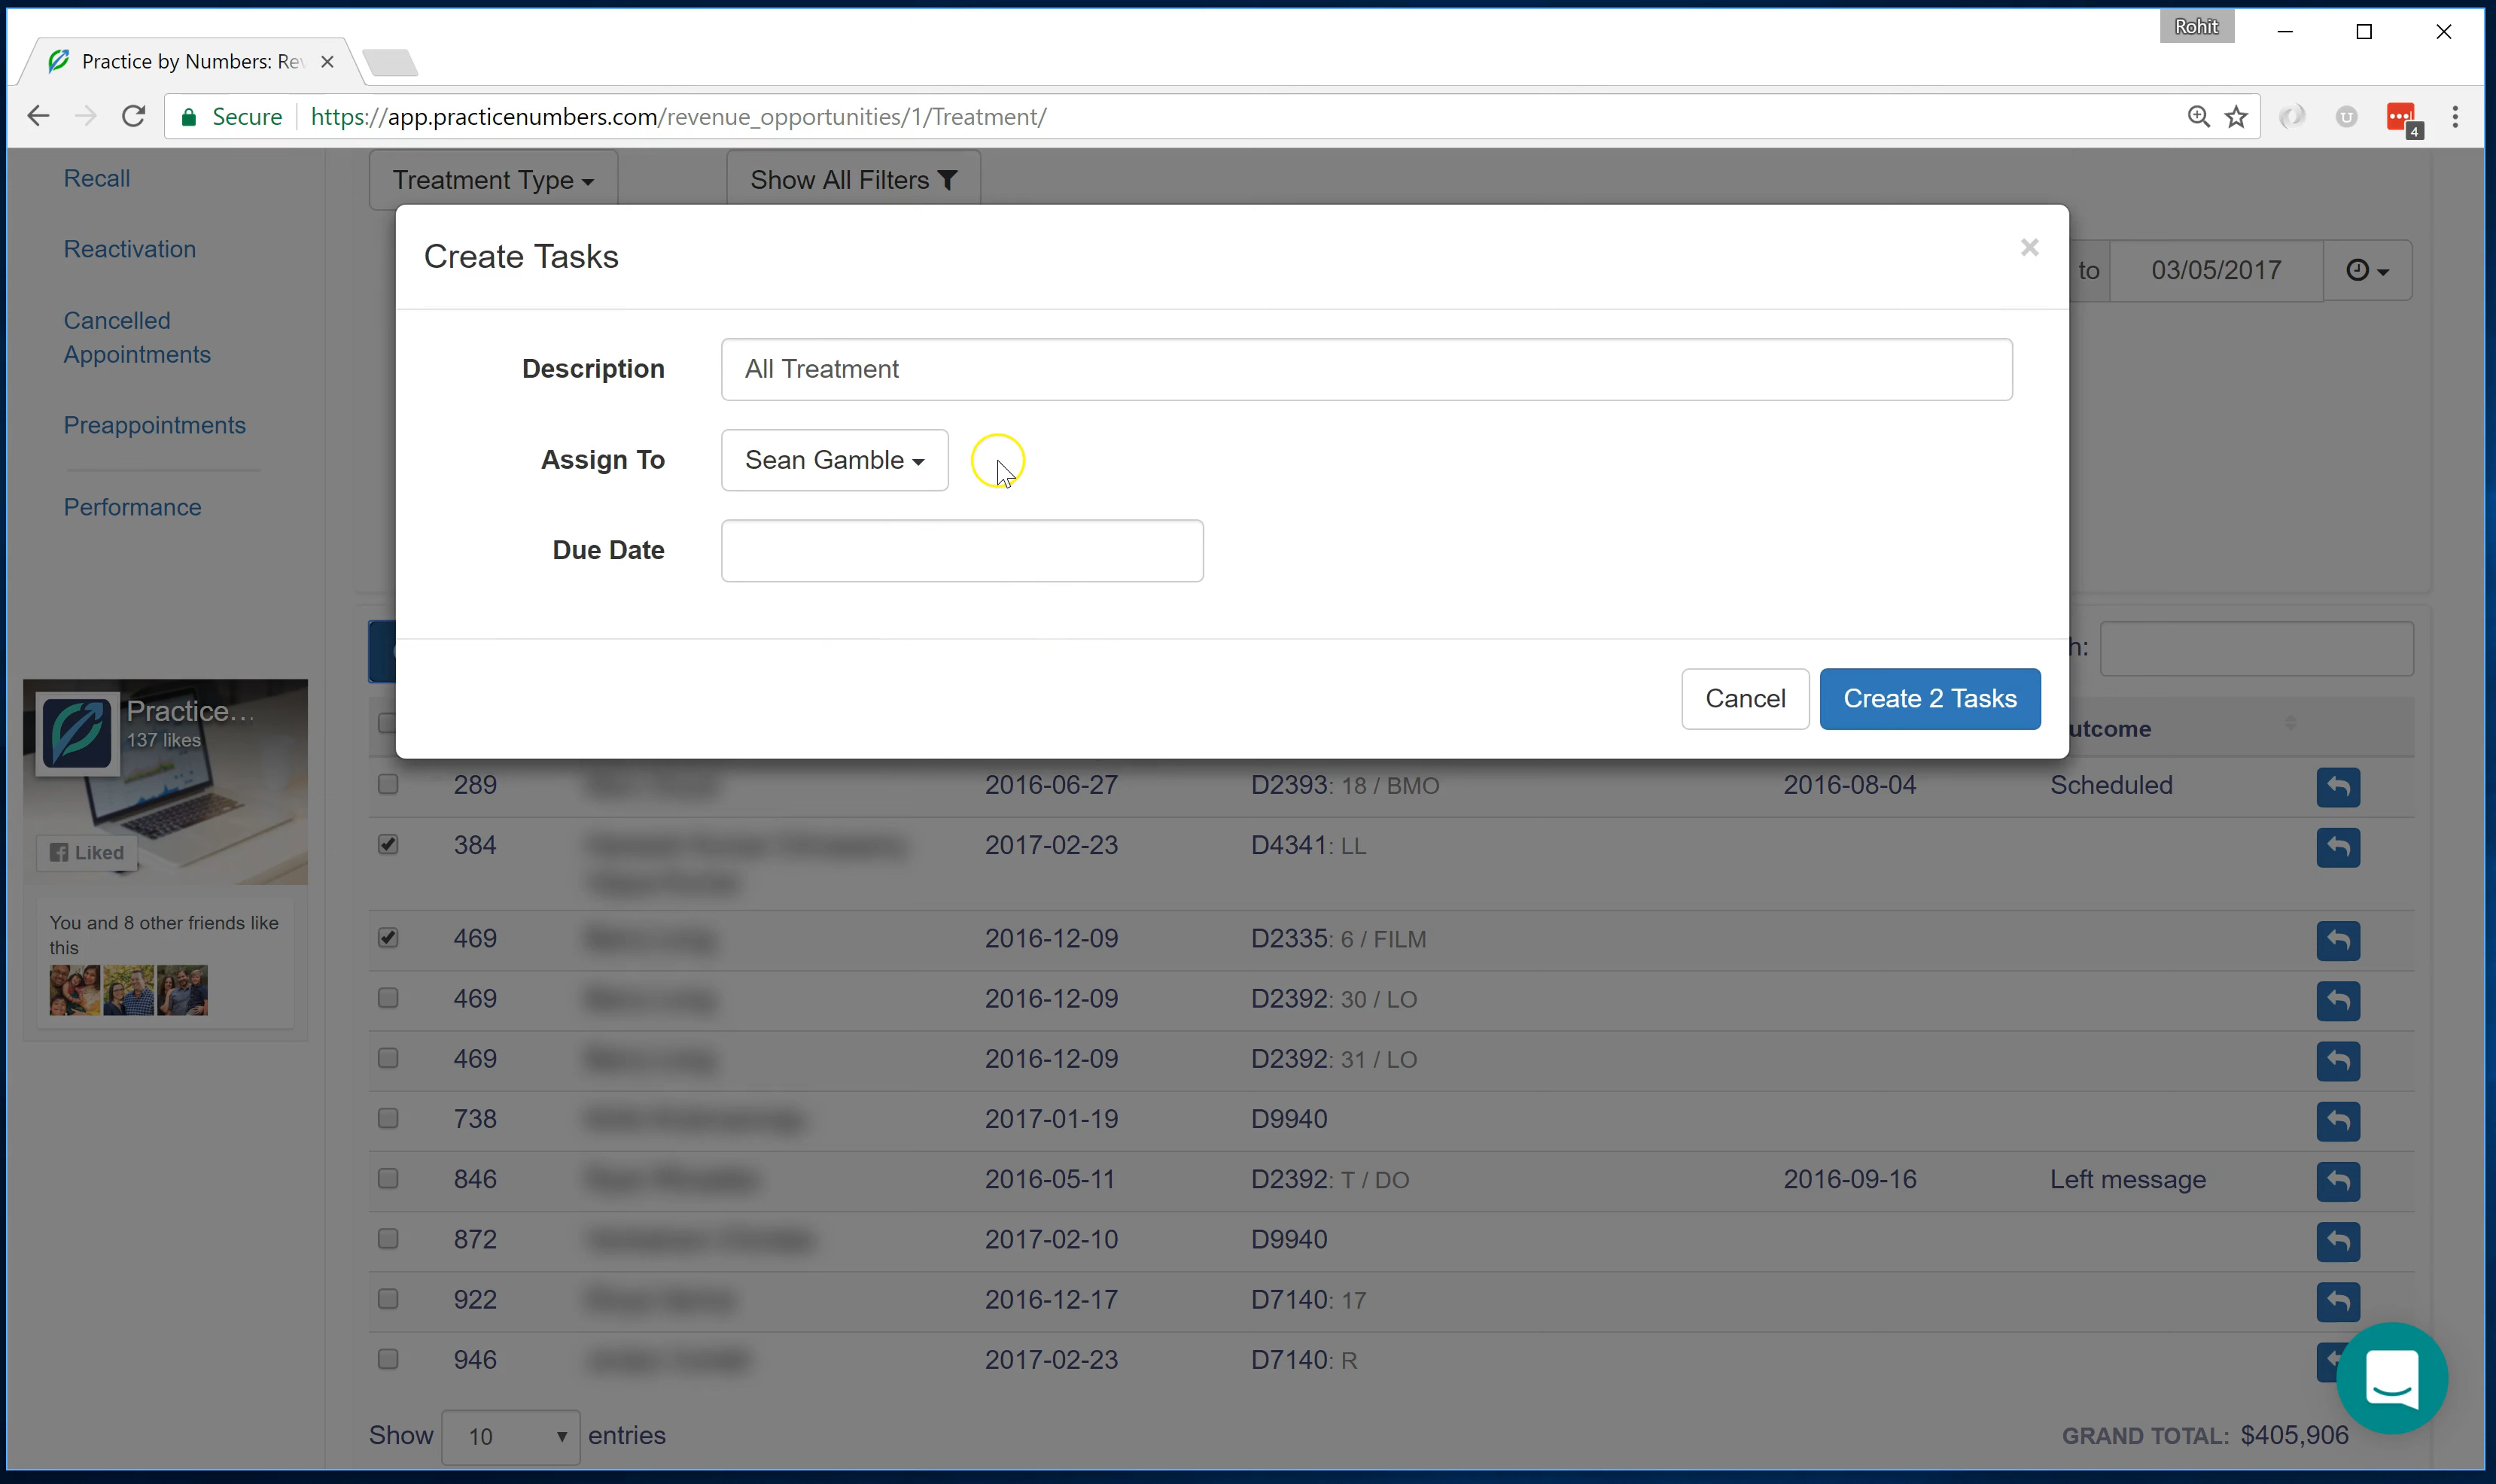 Rohit
Practice by Numbers: Rev
Secure https://app.practicenumbers.com/revenue_opportunities/1/Treatment/
4
Recall
Reactivation
Cancelled
Appointments
Preappointments
Performance
Practice...
137 likes
Liked
You and 8 other friends like
this
Treatment Type
Show All Filters
to 03/05/2017
Create Tasks
×
Description All Treatment
Assign To Sean Gamble
Due Date
Cancel Create 2 Tasks
h:
utcome
289 2016-06-27 D2393: 18 / BMO 2016-08-04 Scheduled
384 2017-02-23 D4341: LL
469 2016-12-09 D2335: 6 / FILM
469 2016-12-09 D2392: 30 / LO
469 2016-12-09 D2392: 31 / LO
738 2017-01-19 D9940
846 2016-05-11 D2392: T / DO 2016-09-16 Left message
872 2017-02-10 D9940
922 2016-12-17 D7140: 17
946 2017-02-23 D7140: R
Show 10 entries
GRAND TOTAL: $405,906